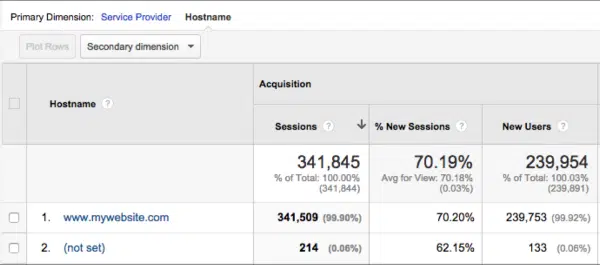 Primary Dimension: Service Provider Hostname
Plot Rows Secondary dimension
Acquisition
Hostname ?
Sessions ? % New Sessions ? New Users ?
341,845 70.19% 239,954
% of Total: 100.00% Avg for View: 70.18% % of Total: 100.03%
(341,844) (0.03%) (239,891)
1. www.mywebsite.com 341,509 (99.90%) 70.20% 239,753 (99.92%)
2. (not set) 214 (0.06%) 62.15% 133 (0.06%)